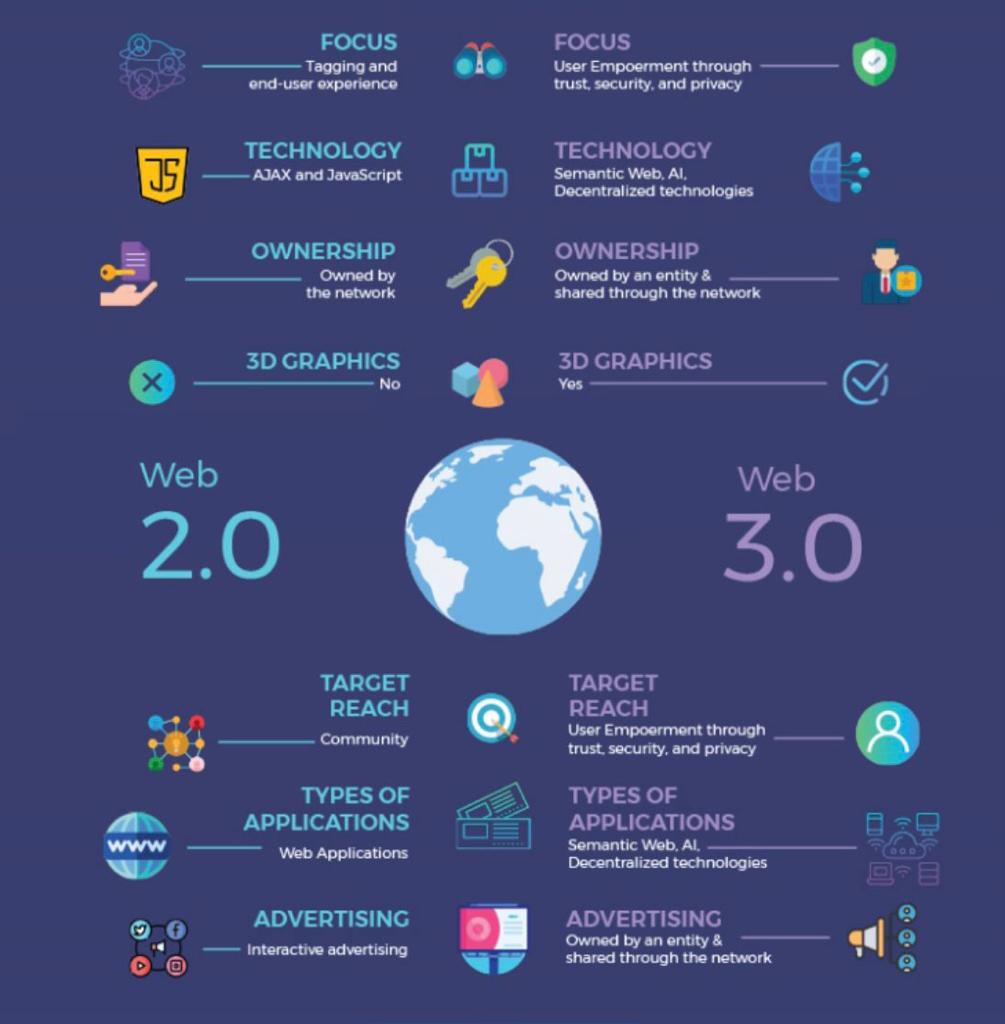 FOCUS
Tagging and
end-user experience
FOCUS
User Empoerment through
trust, security, and privacy
JS
TECHNOLOGY
AJAX and JavaScript
TECHNOLOGY
Semantic Web, AI,
Decentralized technologies
OWNERSHIP
Owned by
the network
OWNERSHIP
Owned by an entity &
shared through the network
3D GRAPHICS
No
3D GRAPHICS
Yes
Web
2.0
Web
3.0
TARGET
REACH
Community
TARGET
REACH
User Empoerment through
trust, security, and privacy
www
TYPES OF
APPLICATIONS
Web Applications
TYPES OF
APPLICATIONS
Semantic Web, AI,
Decentralized technologies
ADVERTISING
Interactive advertising
ADVERTISING
Owned by an entity &
shared through the network